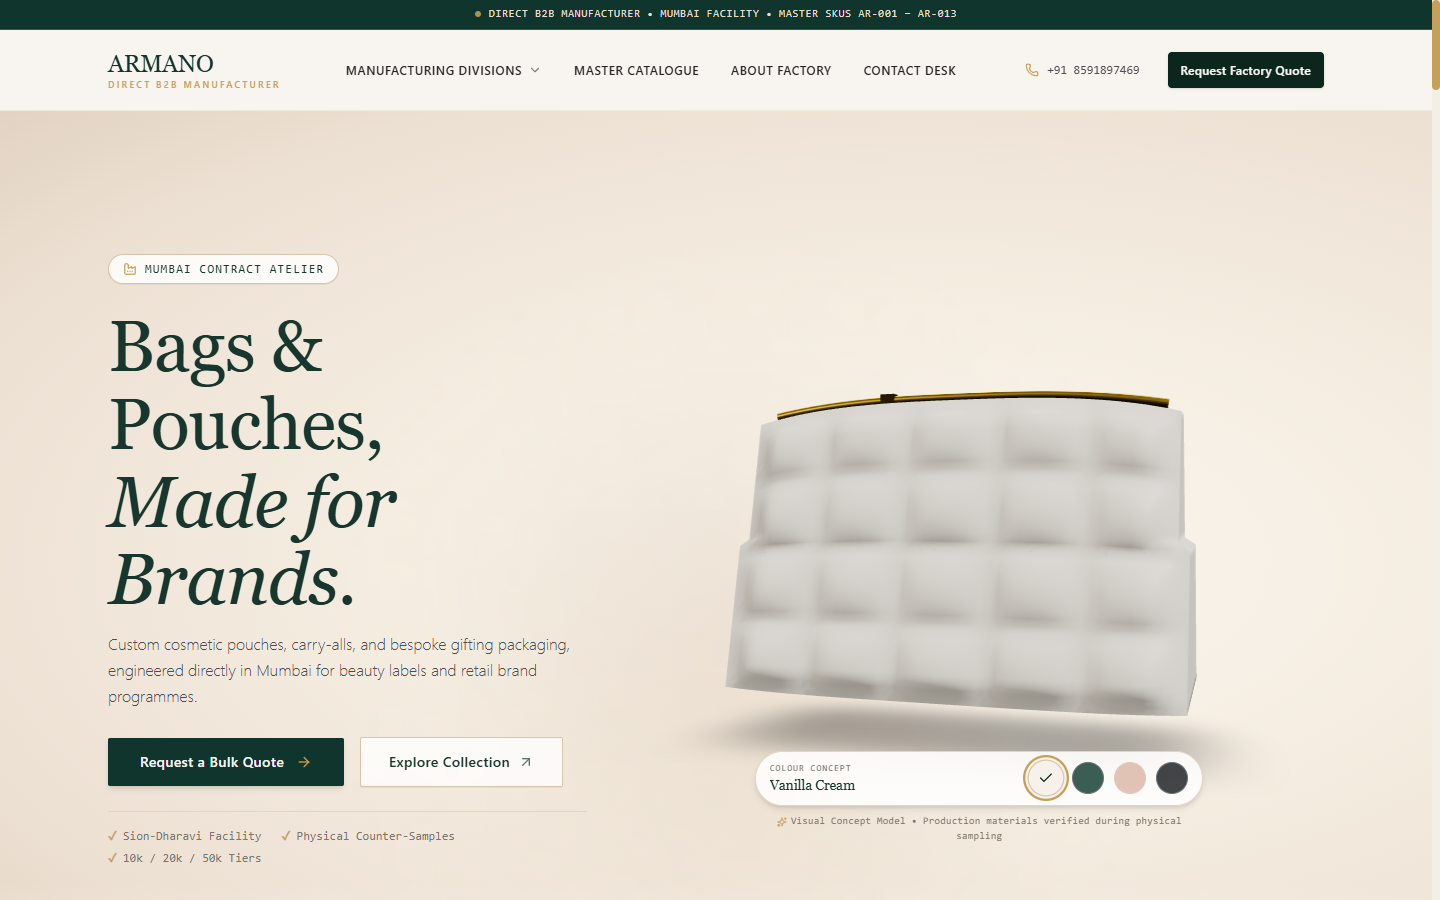 DIRECT B2B MANUFACTURER • MUMBAI FACILITY • MASTER SKUS AR-001 – AR-013
ARMANO
DIRECT B2B MANUFACTURER
MANUFACTURING DIVISIONS
MASTER CATALOGUE
ABOUT FACTORY
CONTACT DESK
+91 8591897469
Request Factory Quote
MUMBAI CONTRACT ATELIER
Bags &
Pouches,
Made for
Brands.
Custom cosmetic pouches, carry-alls, and bespoke gifting packaging,
engineered directly in Mumbai for beauty labels and retail brand
programmes.
Request a Bulk Quote →
Explore Collection ↗
✓ Sion-Dharavi Facility ✓ Physical Counter-Samples
✓ 10k / 20k / 50k Tiers
COLOUR CONCEPT
Vanilla Cream
Visual Concept Model • Production materials verified during physical
sampling